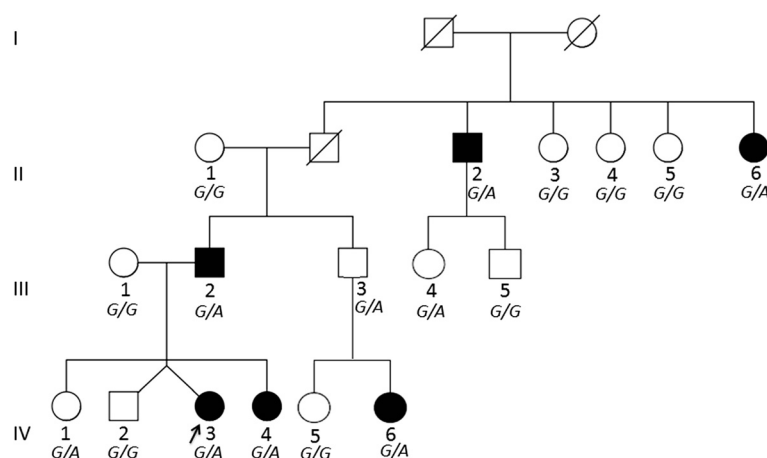 I
II
1 2 3 4 5 6
G/G G/A G/G G/G G/G G/A
III
1 2 3 4 5
G/G G/A G/A G/A G/G
IV
1 2 3 4 5 6
G/A G/G G/A G/A G/G G/A